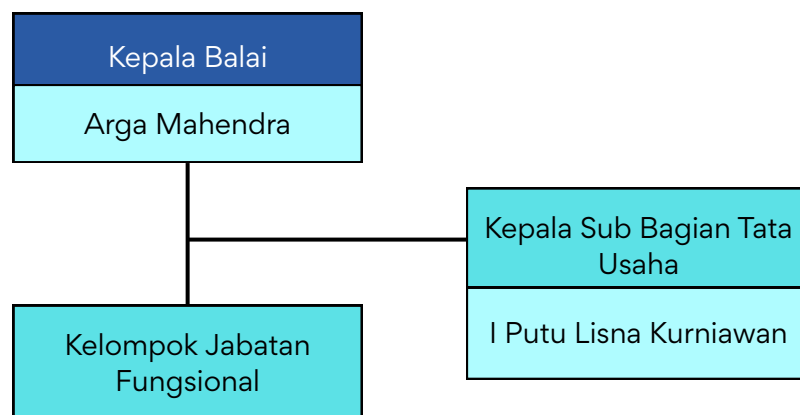 Kepala Balai
Arga Mahendra
Kepala Sub Bagian Tata
Usaha
I Putu Lisna Kurniawan
Kelompok Jabatan
Fungsional